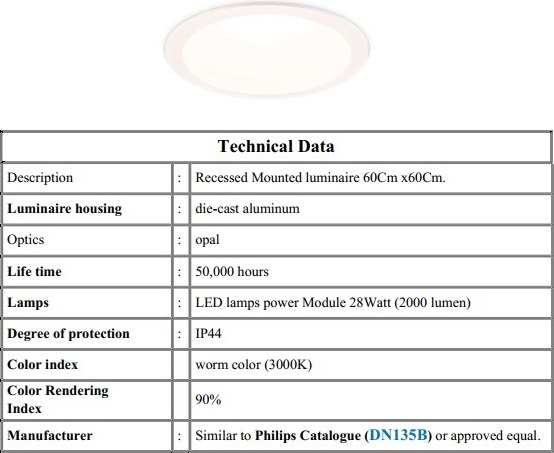 Technical Data
Description : Recessed Mounted luminaire 60Cm x60Cm.
Luminaire housing : die-cast aluminum
Optics : opal
Life time : 50,000 hours
Lamps : LED lamps power Module 28Watt (2000 lumen)
Degree of protection : IP44
Color index : worm color (3000K)
Color Rendering
Index : 90%
Manufacturer : Similar to Philips Catalogue (DN135B) or approved equal.